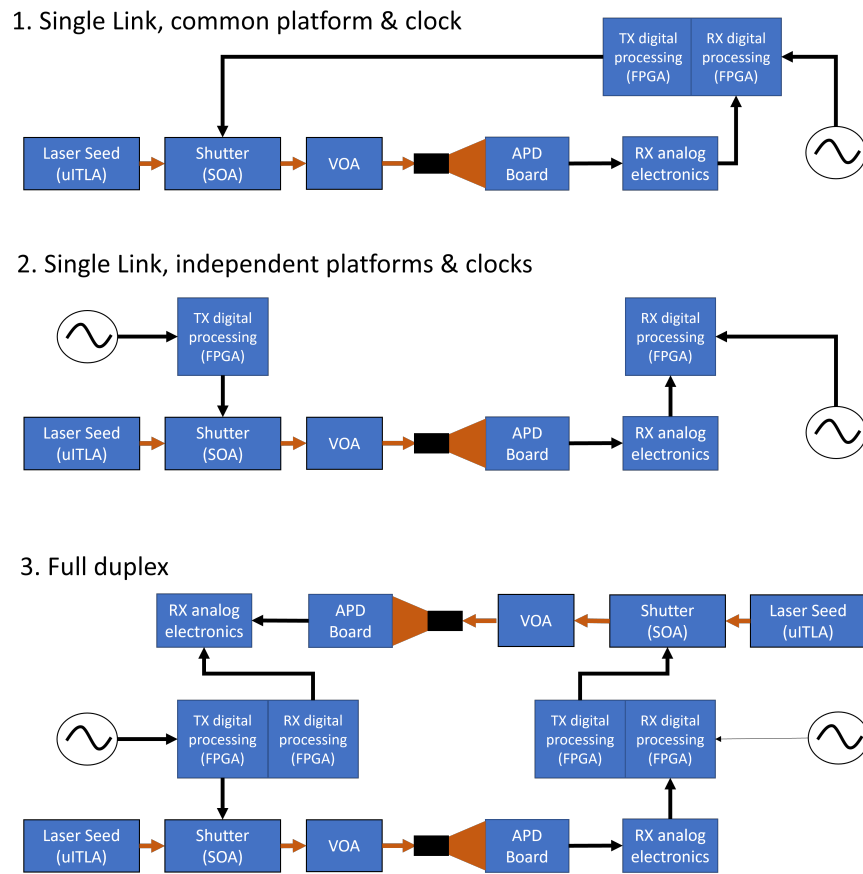 1. Single Link, common platform & clock
TX digital
processing
(FPGA)
RX digital
processing
(FPGA)
Laser Seed
(uITLA)
Shutter
(SOA)
VOA
APD
Board
RX analog
electronics
2. Single Link, independent platforms & clocks
TX digital
processing
(FPGA)
RX digital
processing
(FPGA)
Laser Seed
(uITLA)
Shutter
(SOA)
VOA
APD
Board
RX analog
electronics
3. Full duplex
RX analog
electronics
APD
Board
VOA
Shutter
(SOA)
Laser Seed
(uITLA)
TX digital
processing
(FPGA)
RX digital
processing
(FPGA)
TX digital
processing
(FPGA)
RX digital
processing
(FPGA)
Laser Seed
(uITLA)
Shutter
(SOA)
VOA
APD
Board
RX analog
electronics